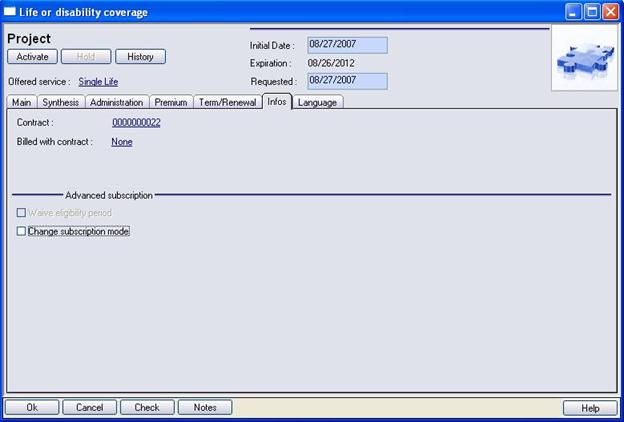 Life or disability coverage
Project
Activate Hold History
Initial Date : 08/27/2007
Expiration : 08/26/2012
Offered service : Single Life
Requested : 08/27/2007
Main Synthesis Administration Premium Term/Renewal Infos Language
Contract : 0000000022
Billed with contract : None
Advanced subscription
Waive eligibility period
Change subscription mode
Ok Cancel Check Notes Help